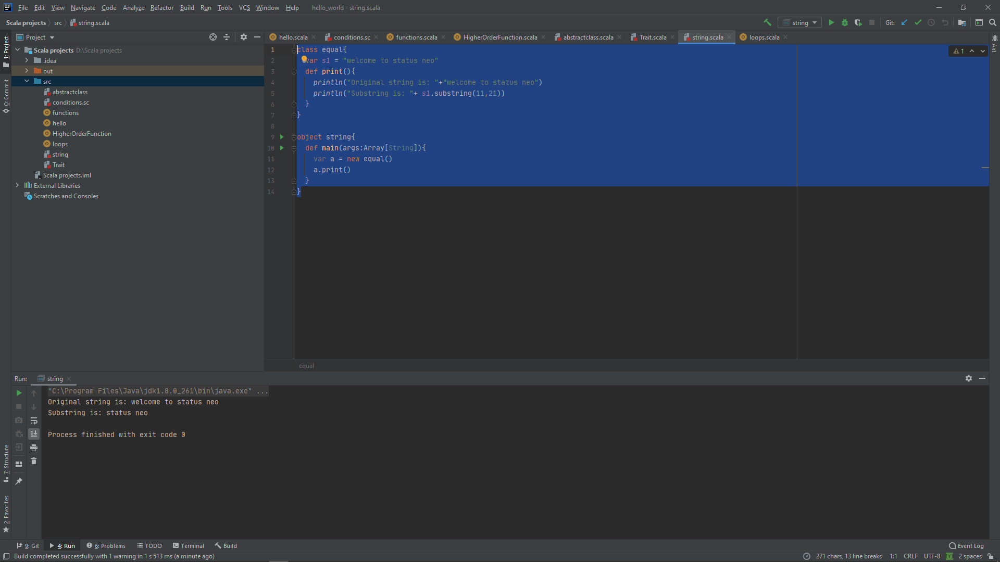 File Edit View Navigate Code Analyze Refactor Build Run Tools VCS Window Help hello_world - string.scala
Scala projects src string.scala
string
Git:
Project
hello.scala conditions.sc functions.scala HigherOrderFunction.scala abstractclass.scala Trait.scala string.scala loops.scala
1: Project
0: Commit
7: Structure
2: Favorites
Ant
Scala projects D:\Scala projects
.idea
out
src
abstractclass
conditions.sc
functions
hello
HigherOrderFunction
loops
string
Trait
Scala projects.iml
External Libraries
Scratches and Consoles
1 class equal{
2 var s1 = "welcome to status neo"
3 def print(){
4 println("Original string is: "+"welcome to status neo")
5 println("Substring is: "+ s1.substring(11,21))
6 }
7 }
8
9 object string{
10 def main(args:Array[String]){
11 var a = new equal()
12 a.print()
13 }
14 }
1
equal
Run: string
"C:\Program Files\Java\jdk1.8.0_261\bin\java.exe" ...
Original string is: welcome to status neo
Substring is: status neo
Process finished with exit code 0
9: Git 4: Run 6: Problems TODO Terminal Build Event Log
Build completed successfully with 1 warning in 1 s 513 ms (a minute ago) 271 chars, 13 line breaks 1:1 CRLF UTF-8 2 spaces